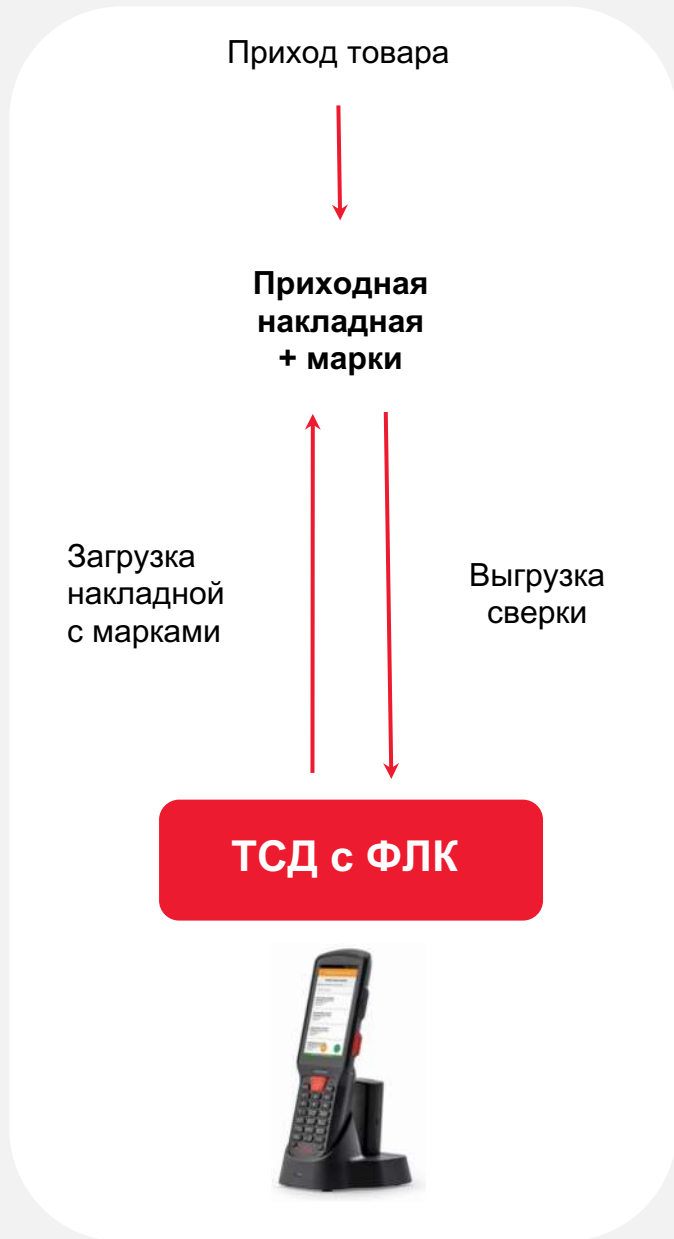 Приход товара
Приходная
накладная
+ марки
Загрузка
накладной
с марками
Выгрузка
сверки
ТСД с ФЛК